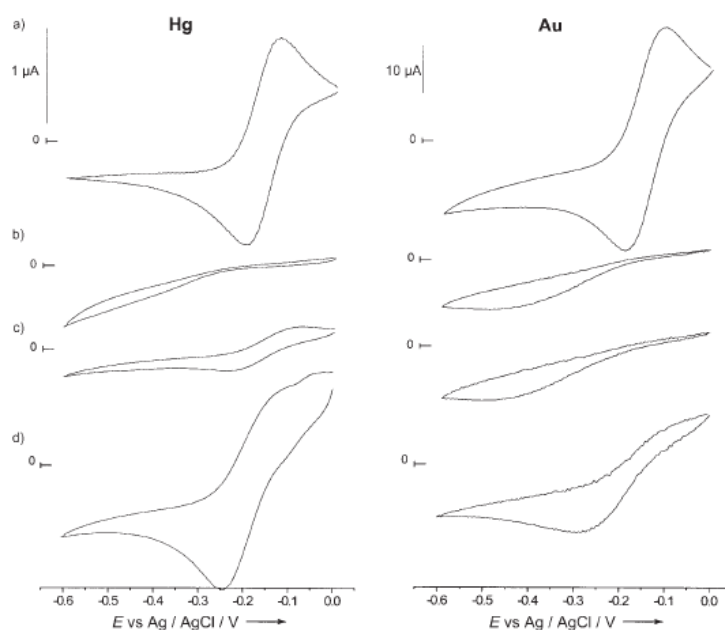 a) Hg Au
1 µA 10 µA
0 0
b)
0 0
c)
0 0
d)
0 0
-0.6 -0.5 -0.4 -0.3 -0.2 -0.1 0.0 -0.6 -0.5 -0.4 -0.3 -0.2 -0.1 0.0
E vs Ag / AgCl / V E vs Ag / AgCl / V